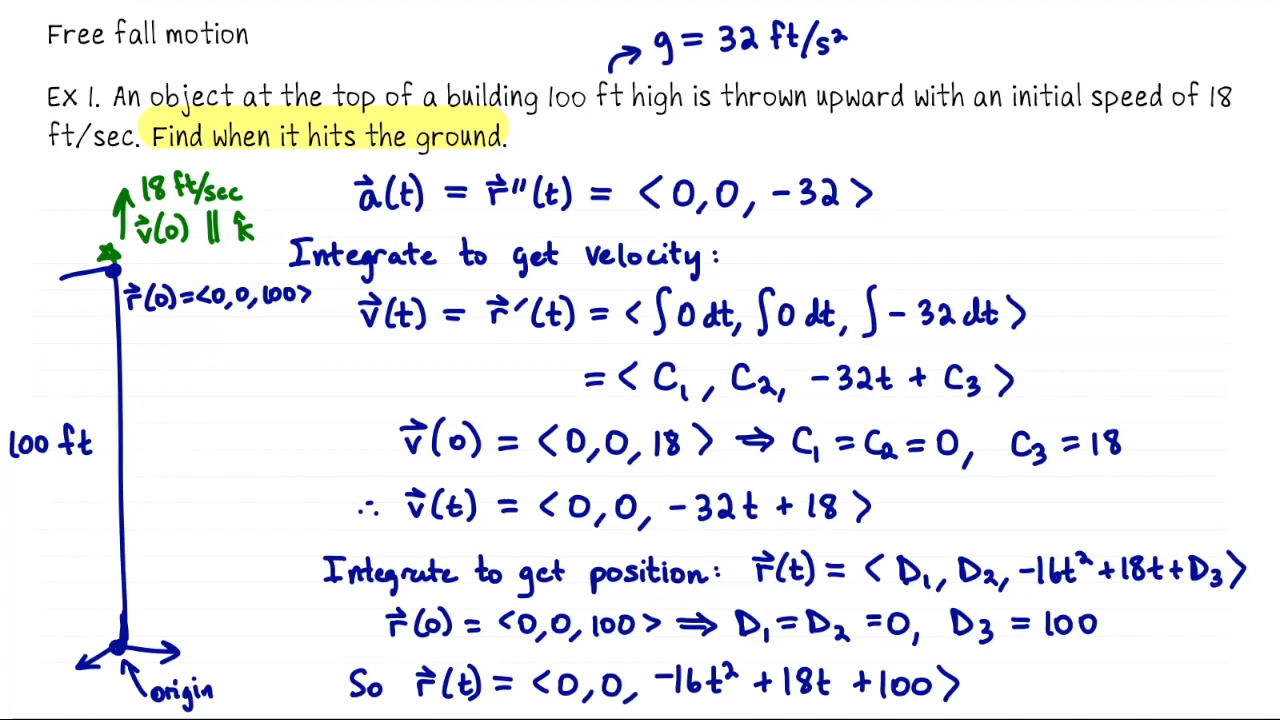 Free fall motion
→ g = 32 ft/s²
Ex 1. An object at the top of a building 100 ft high is thrown upward with an initial speed of 18
ft/sec. Find when it hits the ground.
18 ft/sec
v⃗(0) ∥ k̂
r⃗(0) = <0,0,100>
100 ft
origin
a⃗(t) = r⃗″(t) = <0, 0, -32>
Integrate to get velocity:
v⃗(t) = r⃗′(t) = <∫0 dt, ∫0 dt, ∫-32 dt>
= <C₁, C₂, -32t + C₃>
v⃗(0) = <0,0,18> ⇒ C₁ = C₂ = 0, C₃ = 18
∴ v⃗(t) = <0,0, -32t + 18>
Integrate to get position: r⃗(t) = <D₁, D₂, -16t² + 18t + D₃>
r⃗(0) = <0,0,100> ⇒ D₁ = D₂ = 0, D₃ = 100
So r⃗(t) = <0, 0, -16t² + 18t + 100>